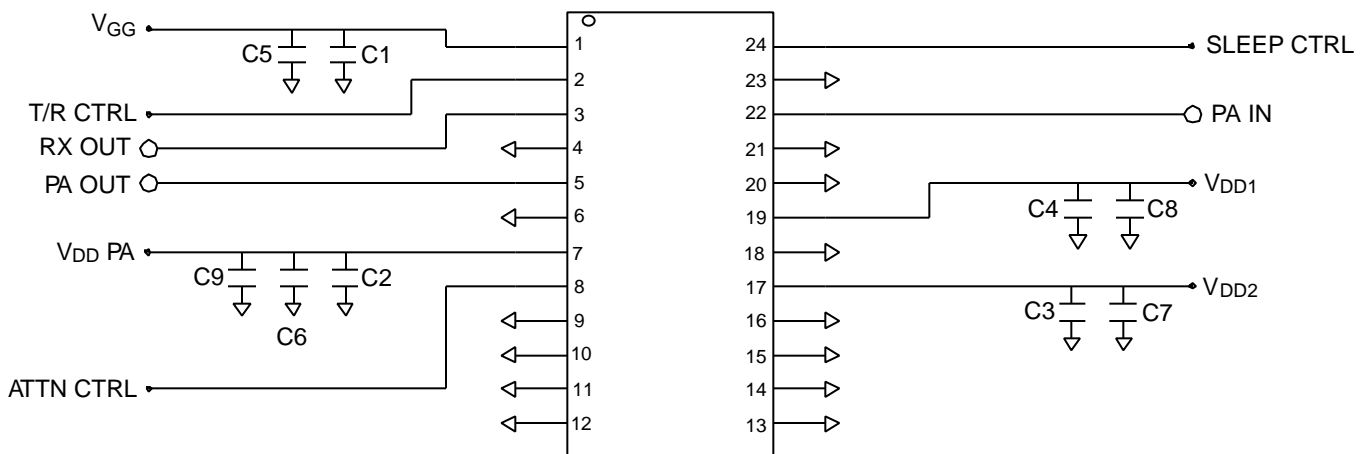 VGG
C5
C1
1
24
SLEEP CTRL
2
23
T/R CTRL
3
22
PA IN
RX OUT
4
21
PA OUT
5
20
VDD1
6
19
C4
C8
VDD PA
7
18
C9
C6
C2
8
17
VDD2
9
16
C3
C7
10
15
ATTN CTRL
11
14
12
13